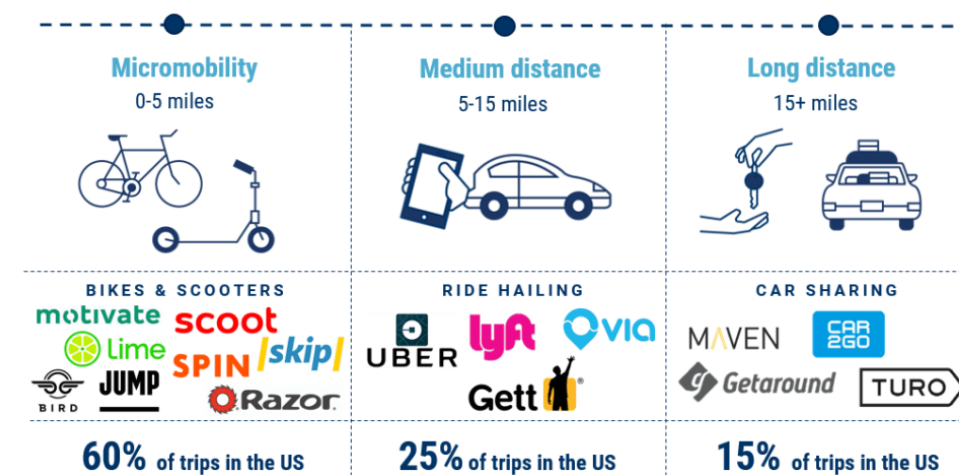 Micromobility
0-5 miles
Medium distance
5-15 miles
Long distance
15+ miles
BIKES & SCOOTERS
motivate
scoot
Lime
SPIN
|skip|
BIRD
JUMP
Razor
RIDE HAILING
UBER
lyft
via
Gett
CAR SHARING
MAVEN
CAR
2GO
Getaround
TURO
60% of trips in the US
25% of trips in the US
15% of trips in the US